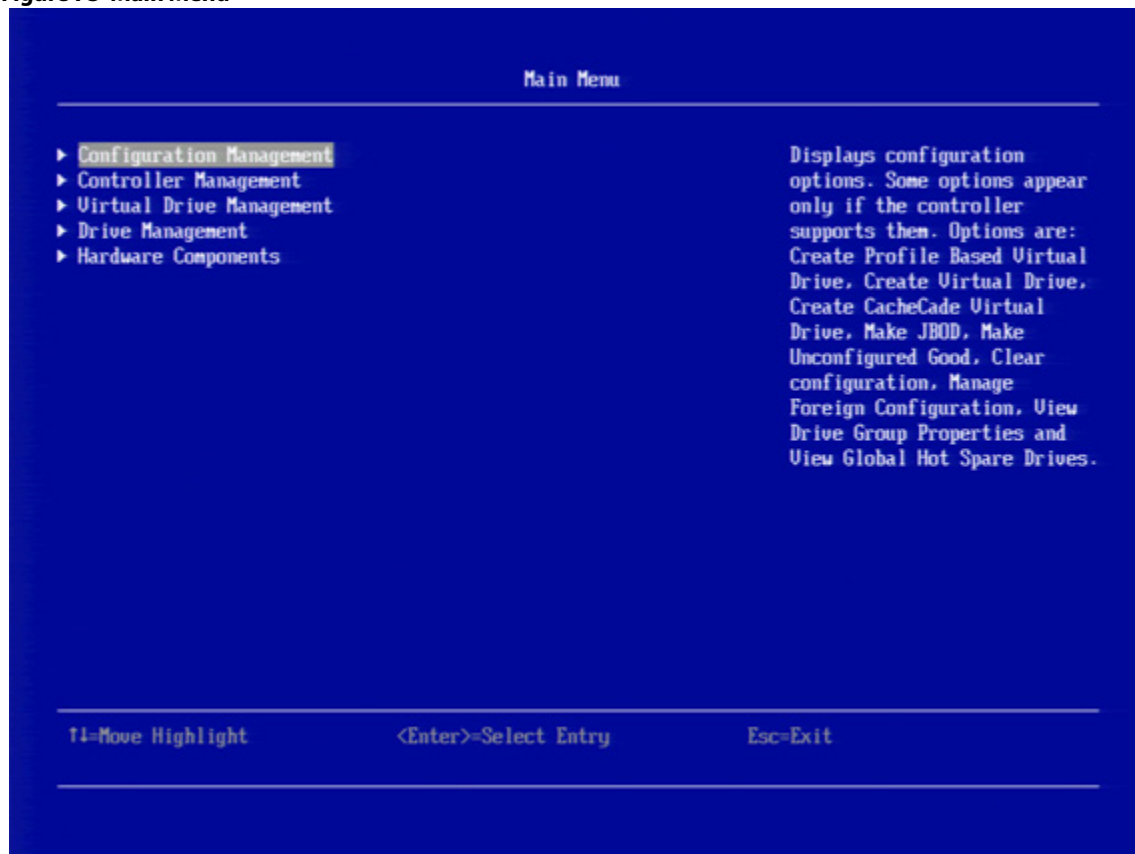 Main Menu
Configuration Management
Controller Management
Virtual Drive Management
Drive Management
Hardware Components
Displays configuration
options. Some options appear
only if the controller
supports them. Options are:
Create Profile Based Virtual
Drive, Create Virtual Drive,
Create CacheCade Virtual
Drive, Make JBOD, Make
Unconfigured Good, Clear
configuration, Manage
Foreign Configuration, View
Drive Group Properties and
View Global Hot Spare Drives.
↑↓=Move Highlight <Enter>=Select Entry Esc=Exit